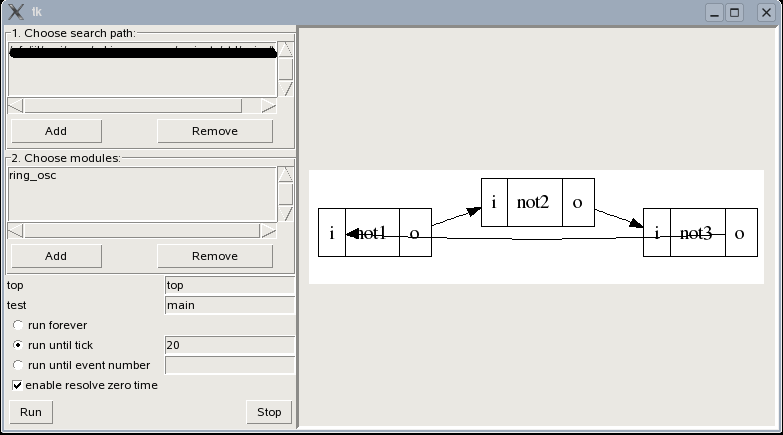 tk
1. Choose search path:
Add Remove
2. Choose modules:
ring_osc
Add Remove
top top
test main
run forever
run until tick 20
run until event number
enable resolve zero time
Run Stop
i not2 o
i not1 o
i not3 o